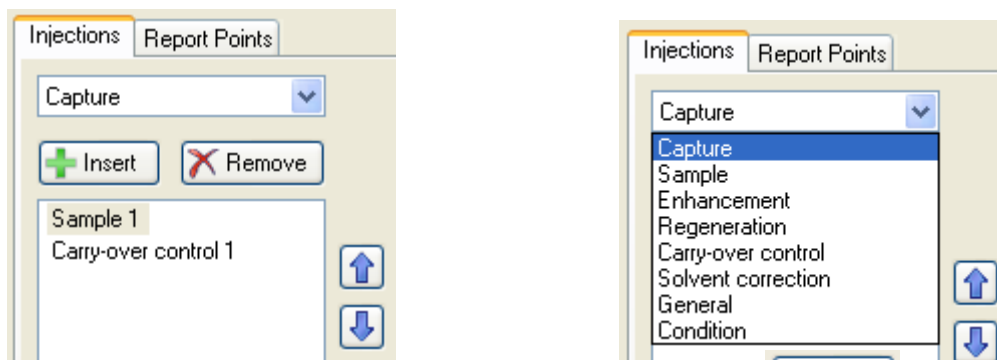 Injections Report Points
Capture
Insert Remove
Sample 1
Carry-over control 1
Injections Report Points
Capture
Capture
Sample
Enhancement
Regeneration
Carry-over control
Solvent correction
General
Condition